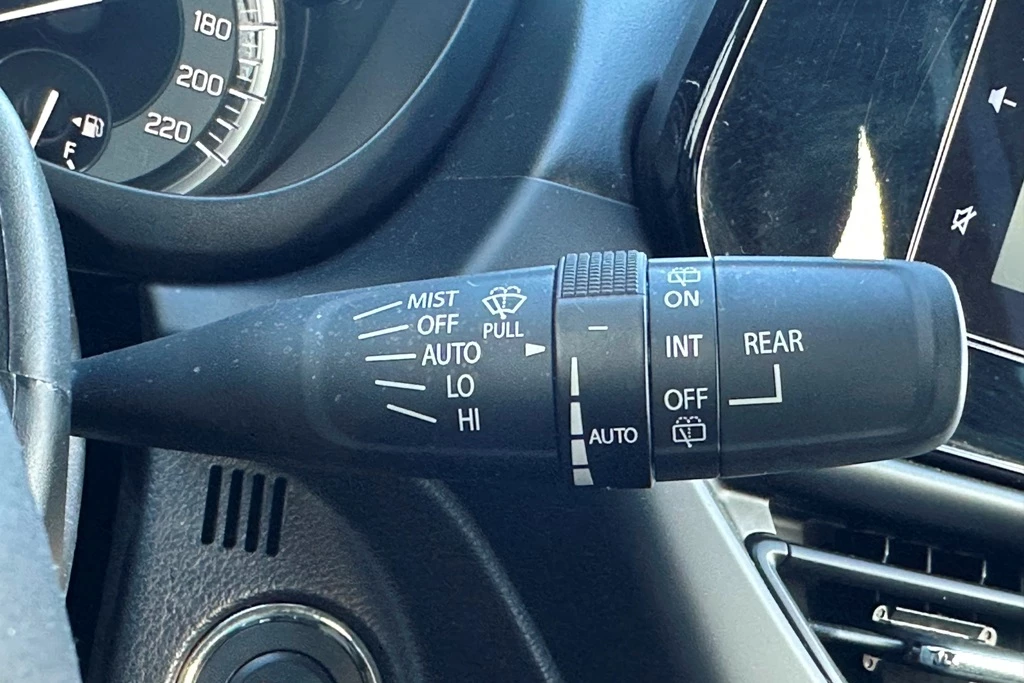 180
200
220
F
MIST
OFF
AUTO
LO
HI
PULL
AUTO
ON
INT
OFF
REAR